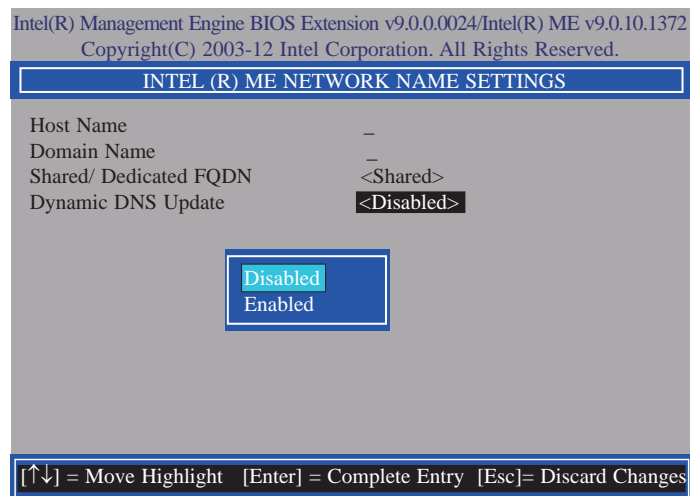 Intel(R) Management Engine BIOS Extension v9.0.0.0024/Intel(R) ME v9.0.10.1372
Copyright(C) 2003-12 Intel Corporation. All Rights Reserved.
INTEL (R) ME NETWORK NAME SETTINGS
Host Name _
Domain Name _
Shared/ Dedicated FQDN <Shared>
Dynamic DNS Update <Disabled>
Disabled
Enabled
[↑↓] = Move Highlight [Enter] = Complete Entry [Esc]= Discard Changes